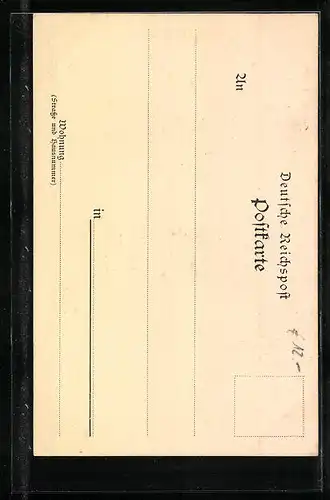 Deutsche Reichspost
Postkarte
An
in
Wohnung
(Straße und Hausnummer)
€ 12.-